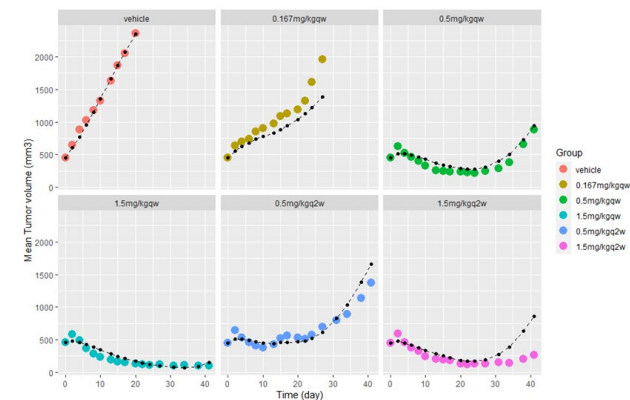 vehicle
0.167mg/kgqw
0.5mg/kgqw
2000
1500
1000
500
0
1.5mg/kgqw
0.5mg/kgq2w
1.5mg/kgq2w
2000
1500
1000
500
0
0 10 20 30 40
0 10 20 30 40
0 10 20 30 40
Mean Tumor volume (mm3)
Time (day)
Group
vehicle
0.167mg/kgqw
0.5mg/kgqw
1.5mg/kgqw
0.5mg/kgq2w
1.5mg/kgq2w